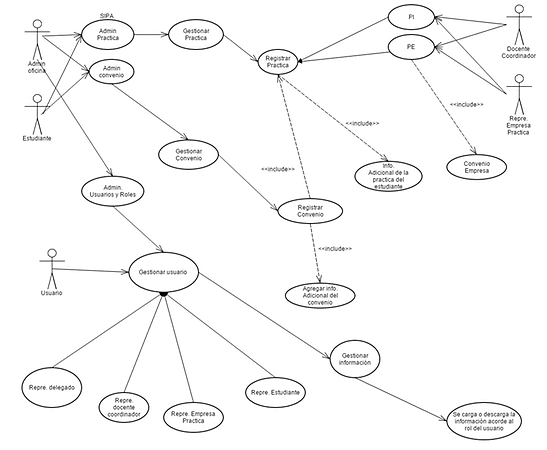 SIPA
Admin
Practica
Gestionar
Practica
PI
PE
Registrar
Practica
Docente
Coordinador
Admin
oficina
Admin
convenio
Estudiante
<<include>>
Repre.
Empresa
Practica
<<include>>
Gestionar
Convenio
<<include>>
Info.
Adicional de la
practica del
estudiante
Convenio
Empresa
Admin.
Usuarios y Roles
Registrar
Convenio
<<include>>
Usuario
Gestionar usuario
Agregar info.
Adicional del
convenio
Gestionar
información
Repre. delegado
Repre.
docente
coordinador
Repre. Empresa
Practica
Repre. Estudiante
Se carga o descarga la
información acorde al
rol del usuario